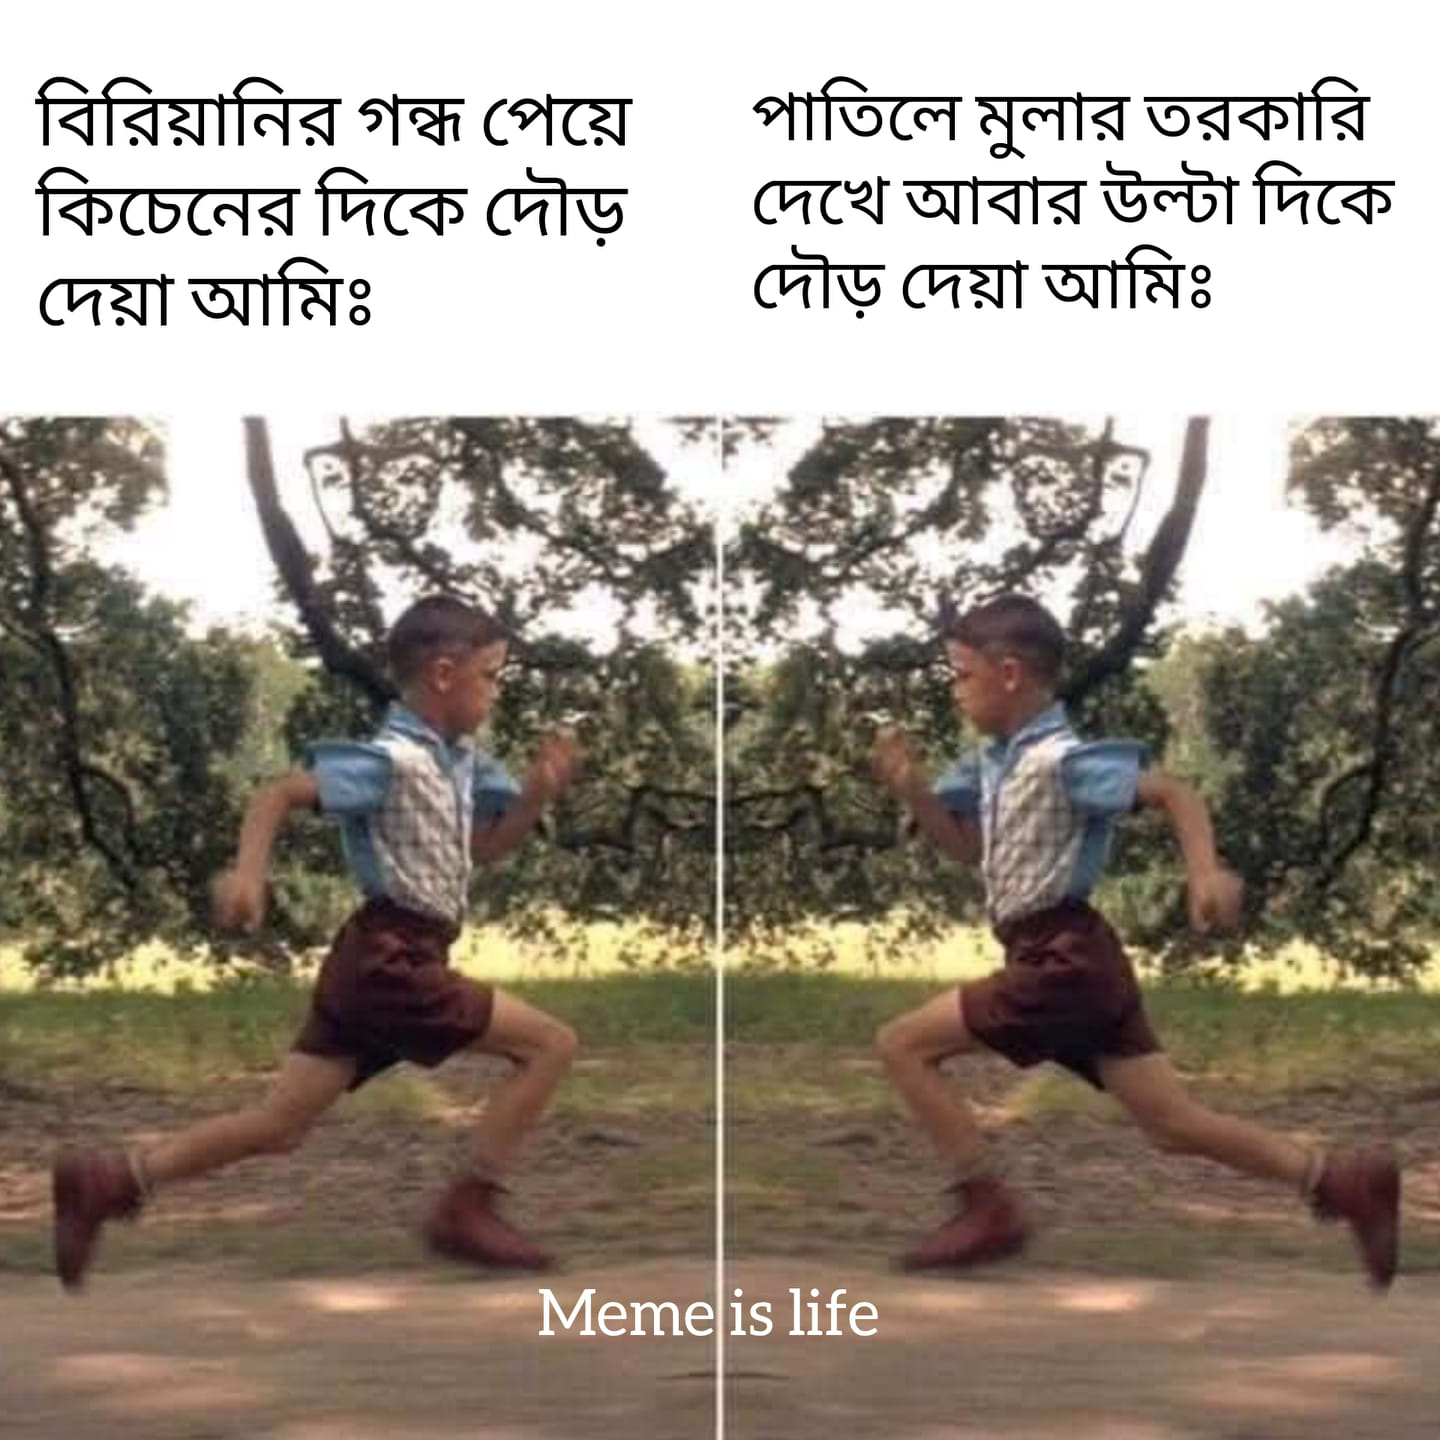 বিরিয়ানির গন্ধ পেয়ে
কিচেনের দিকে দৌড়
দেয়া আমিঃ
পাতিলে মুলার তরকারি
দেখে আবার উল্টা দিকে
দৌড় দেয়া আমিঃ
Meme is life